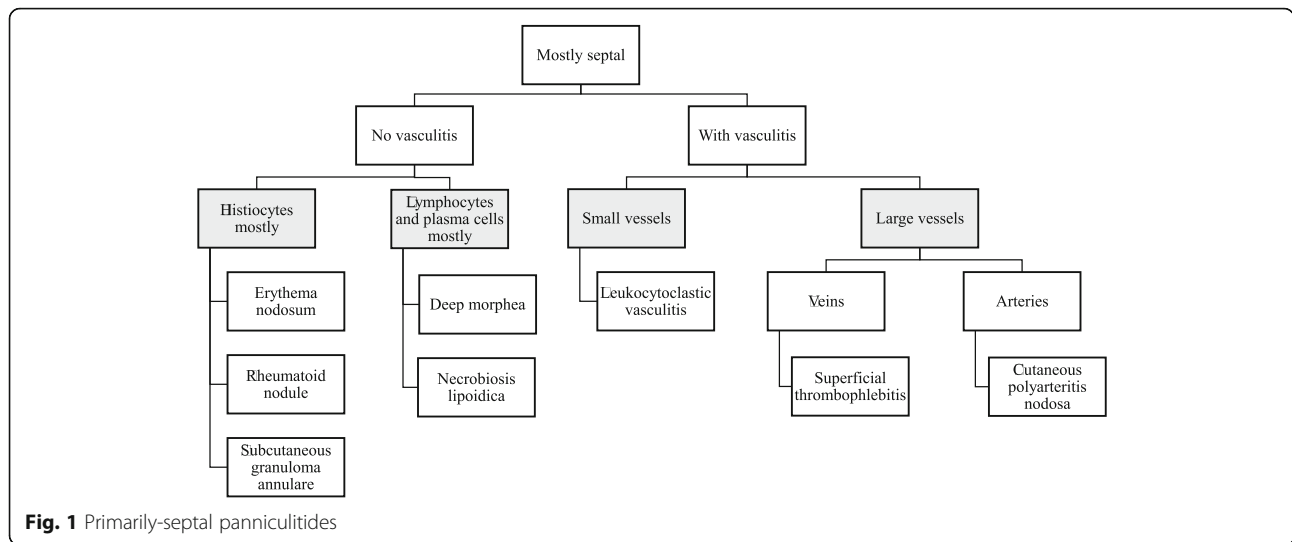 Mostly septal
No vasculitis
With vasculitis
Histiocytes
mostly
Lymphocytes
and plasma cells
mostly
Small vessels
Large vessels
Erythema
nodosum
Deep morphea
Leukocytoclastic
vasculitis
Veins
Arteries
Rheumatoid
nodule
Necrobiosis
lipoidica
Superficial
thrombophlebitis
Cutaneous
polyarteritis
nodosa
Subcutaneous
granuloma
annulare
Fig. 1 Primarily-septal panniculitides